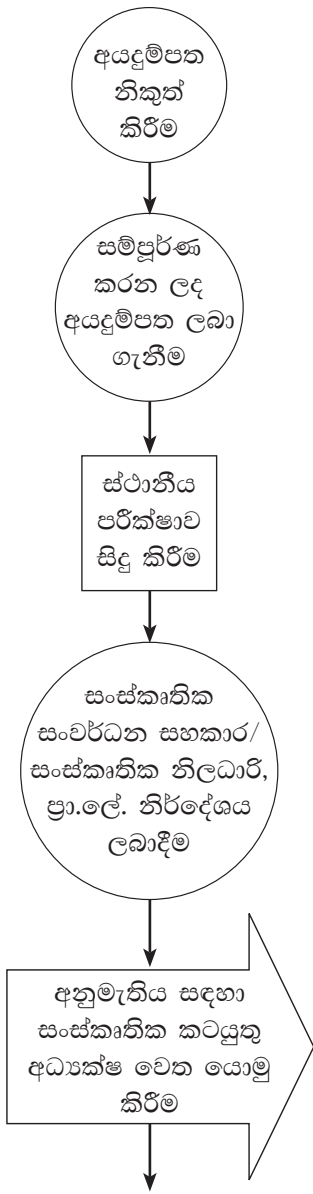 අයදුම්පත
නිකුත්
කිරීම
සම්පූර්ණ
කරන ලද
අයදුම්පත ලබා
ගැනීම
ස්ථානීය
පරීක්ෂාව
සිදු කිරීම
සංස්කෘතික
සංවර්ධන සහකාර/
සංස්කෘතික නිලධාරි,
ප්‍රා.ලේ. නිර්දේශය
ලබාදීම
අනුමැතිය සඳහා
සංස්කෘතික කටයුතු
අධ්‍යක්ෂ වෙත යොමු
කිරීම